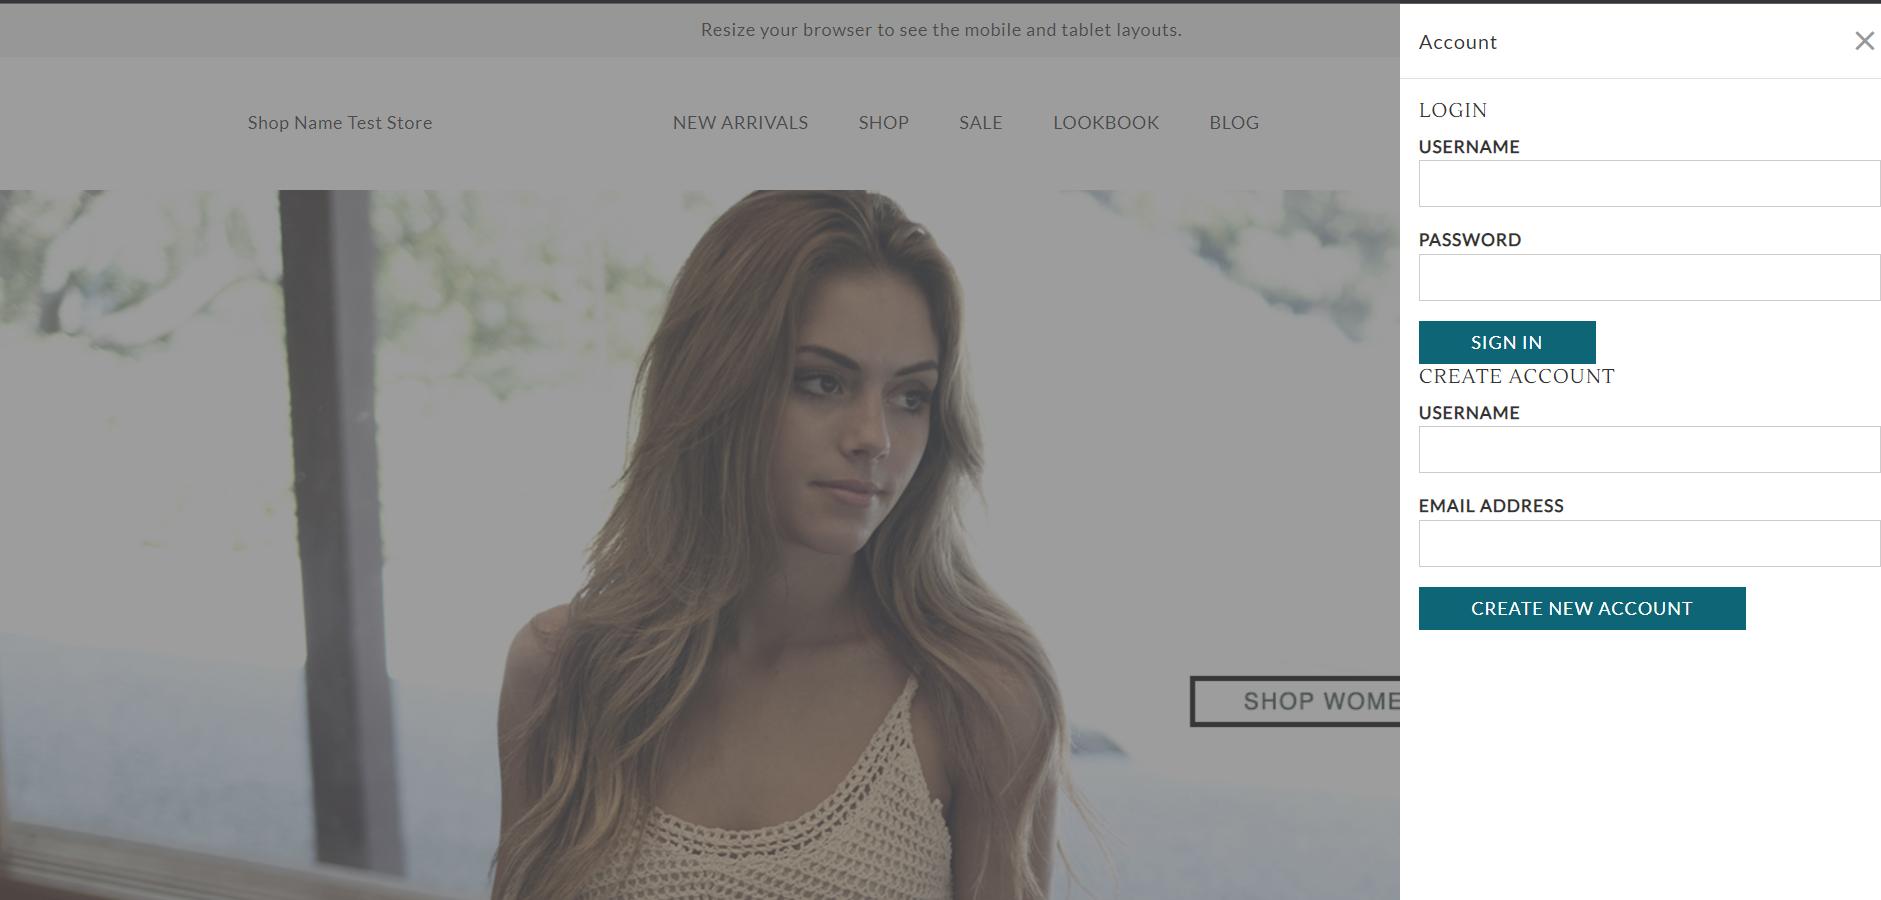 Resize your browser to see the mobile and tablet layouts.
Shop Name Test Store
NEW ARRIVALS
SHOP
SALE
LOOKBOOK
BLOG
SHOP WOME
Account
LOGIN
USERNAME
PASSWORD
SIGN IN
CREATE ACCOUNT
USERNAME
EMAIL ADDRESS
CREATE NEW ACCOUNT